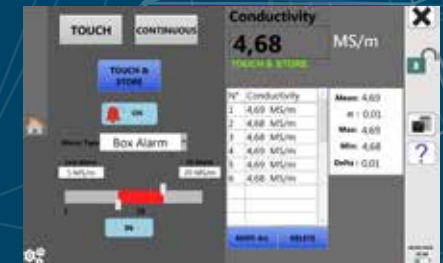 TOUCH
CONTINUOUS
TOUCH &
STORE
ON
Box Alarm
5 MS/m
20 MS/m
IN
Conductivity
4,68
MS/m
TOUCH & STORE
N° Conductivity
1 4,69 MS/m
2 4,68 MS/m
3 4,68 MS/m
4 4,69 MS/m
5 4,69 MS/m
6 4,68 MS/m
DELETE
Mean: 4,69
σ : 0,01
Max: 4,69
Min: 4,68
Delta : 0,01
?